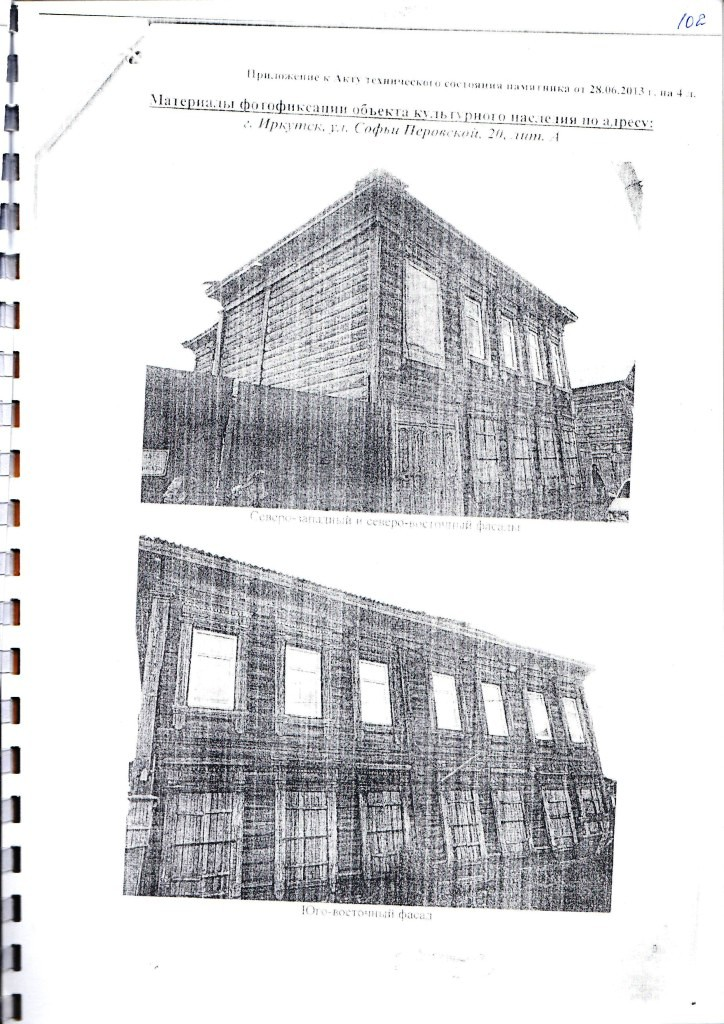 102
Приложение к Акту технического состояния памятника от 28.06.2013 г. на 4 л.
Материалы фотофиксации объекта культурного наследия по адресу:
г. Иркутск, ул. Софьи Перовской, 20, лит. А
Северо-западный и северо-восточный фасады
Юго-восточный фасад